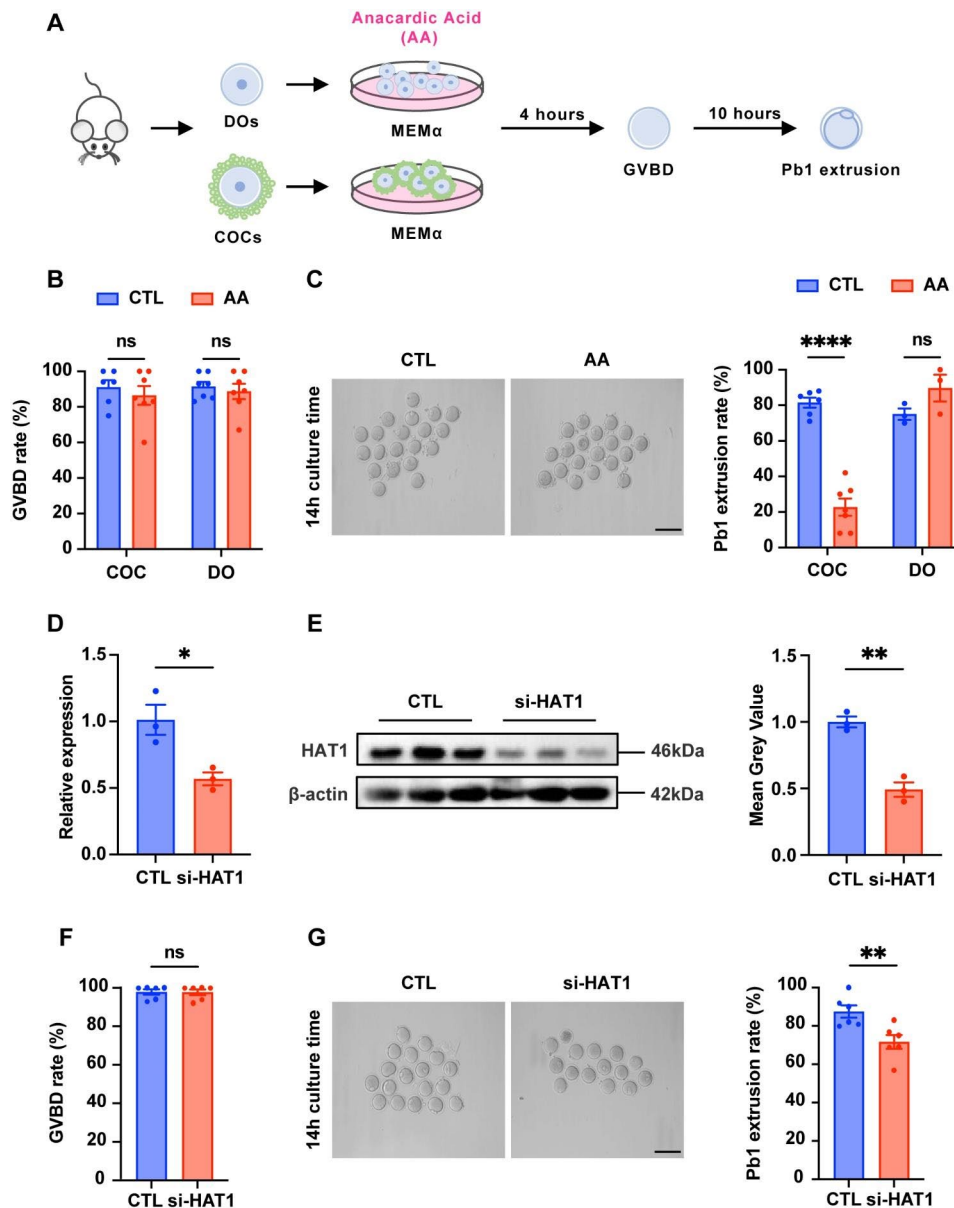 A
Anacardic Acid
(AA)
DOs
MEMα
4 hours
10 hours
GVBD
Pb1 extrusion
COCs
MEMα
B
CTL AA
ns ns
GVBD rate (%)
100
80
60
40
20
0
COC DO
C
CTL AA
14h culture time
CTL AA
**** ns
Pb1 extrusion rate (%)
100
80
60
40
20
0
COC DO
D
*
Relative expression
1.5
1.0
0.5
0.0
CTL si-HAT1
E
CTL si-HAT1
HAT1 46kDa
β-actin 42kDa
**
Mean Grey Value
1.5
1.0
0.5
0.0
CTL si-HAT1
F
ns
GVBD rate (%)
100
80
60
40
20
0
CTL si-HAT1
G
CTL si-HAT1
14h culture time
**
Pb1 extrusion rate (%)
100
80
60
40
20
0
CTL si-HAT1